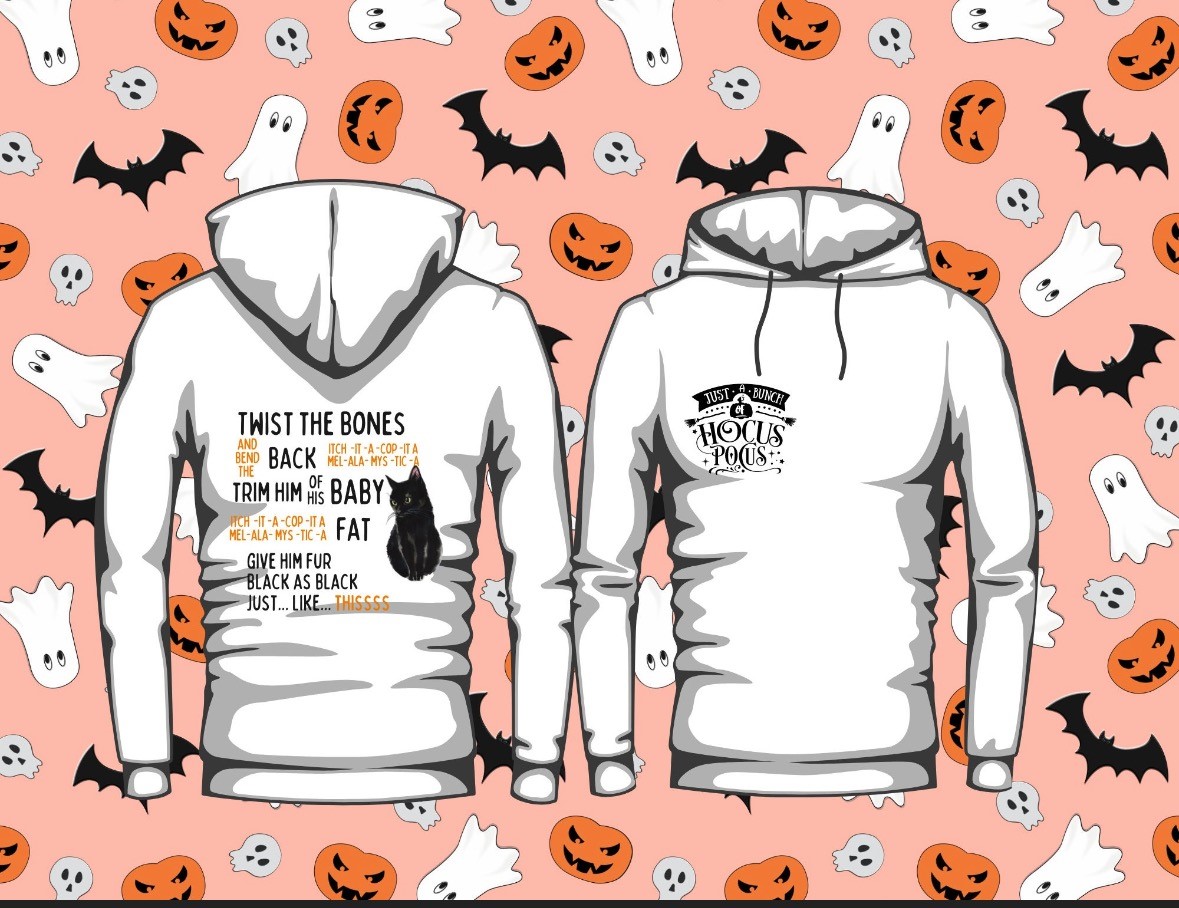 TWIST THE BONES
AND BEND THE BACK ITCH -IT -A -COP -IT A MEL-ALA- MYS -TIC -A
TRIM HIM OF HIS BABY
ITCH -IT -A -COP -IT A MEL-ALA- MYS -TIC -A FAT
GIVE HIM FUR
BLACK AS BLACK
JUST... LIKE... THISSSS
JUST • A • BUNCH
OF
HOCUS
POCUS